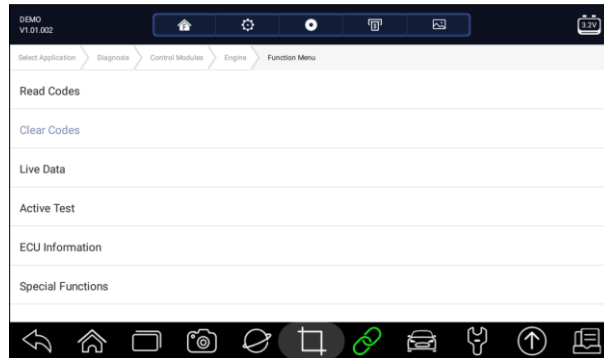 DEMO
V1.01.002
3.2V
Select Application Diagnosis Control Modules Engine Function Menu
Read Codes
Clear Codes
Live Data
Active Test
ECU Information
Special Functions